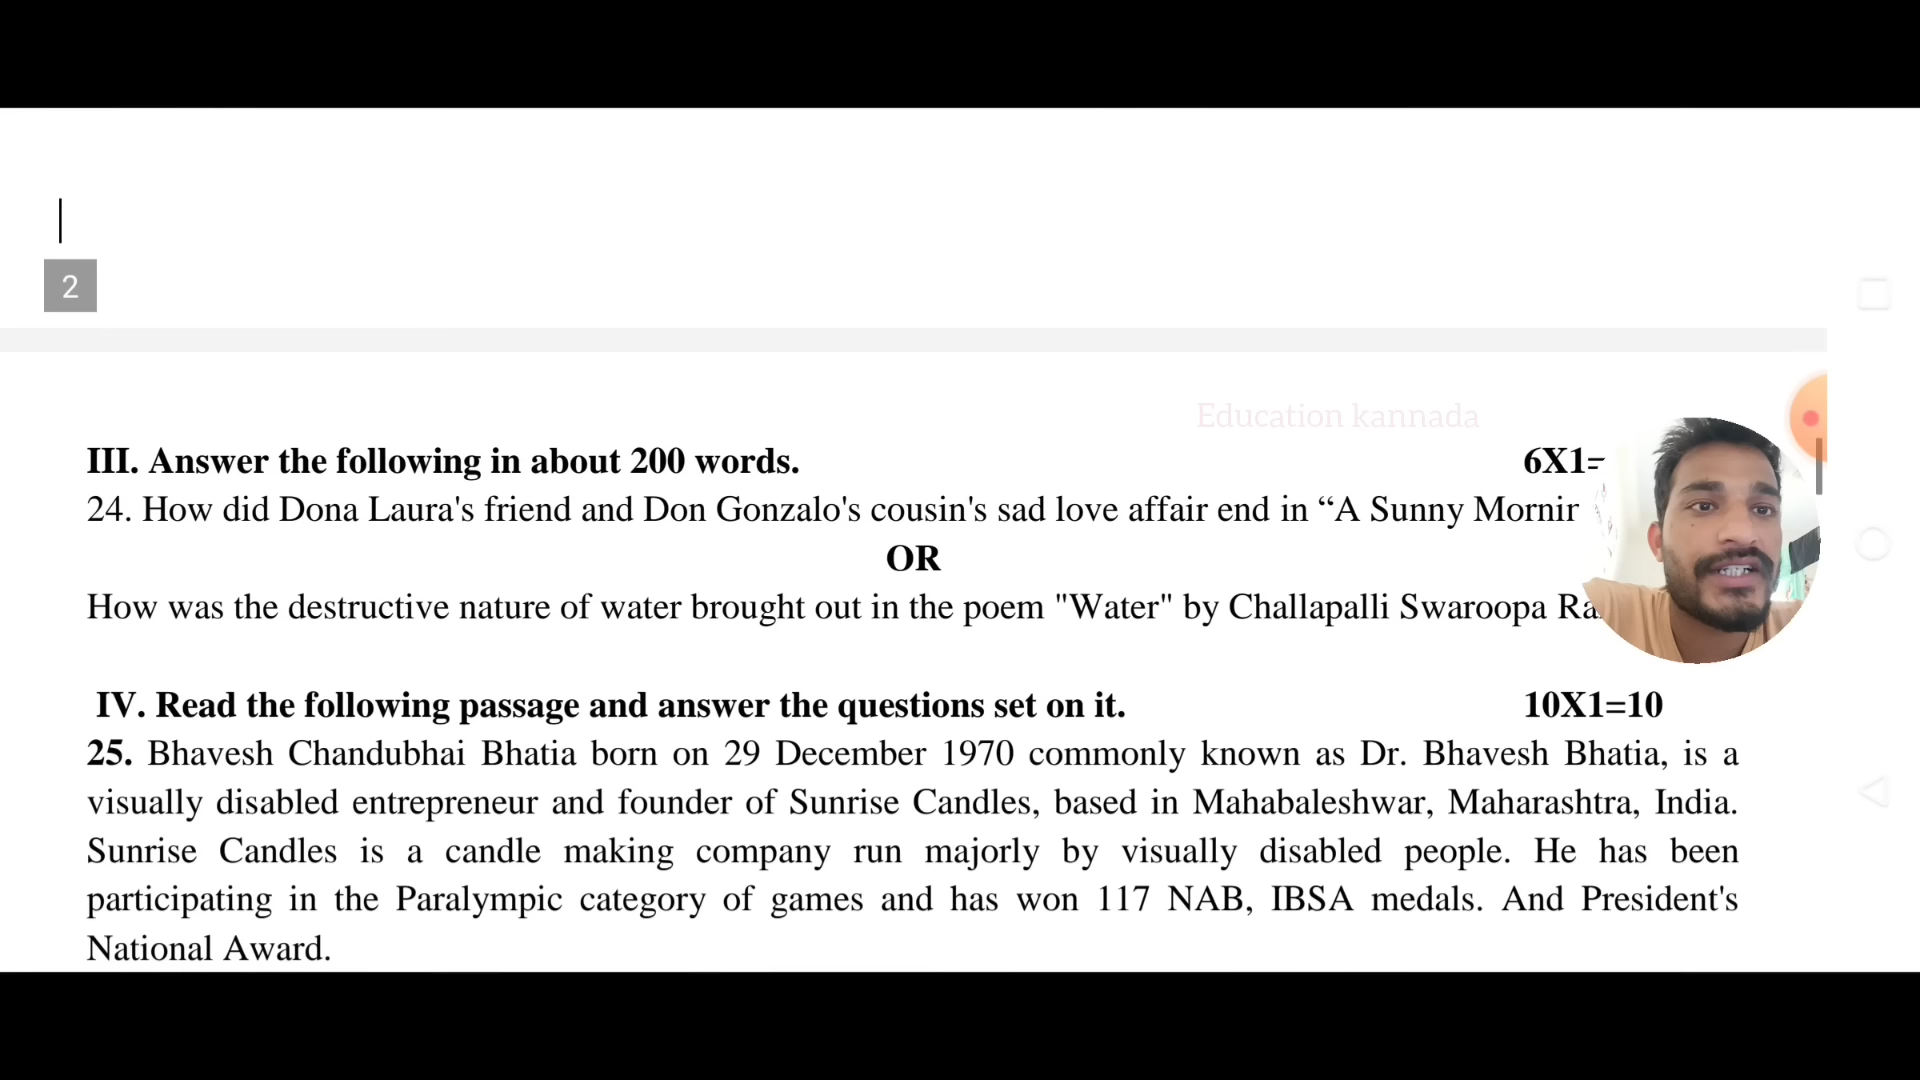 2
Education kannada
III. Answer the following in about 200 words. 6X1=
24. How did Dona Laura's friend and Don Gonzalo's cousin's sad love affair end in “A Sunny
OR
How was the destructive nature of water brought out in the poem "Water" by Challapalli Swaroopa
IV. Read the following passage and answer the questions set on it. 10X1=10
25. Bhavesh Chandubhai Bhatia born on 29 December 1970 commonly known as Dr. Bhavesh Bhatia, is a
visually disabled entrepreneur and founder of Sunrise Candles, based in Mahabaleshwar, Maharashtra, India.
Sunrise Candles is a candle making company run majorly by visually disabled people. He has been
participating in the Paralympic category of games and has won 117 NAB, IBSA medals. And President's
National Award.